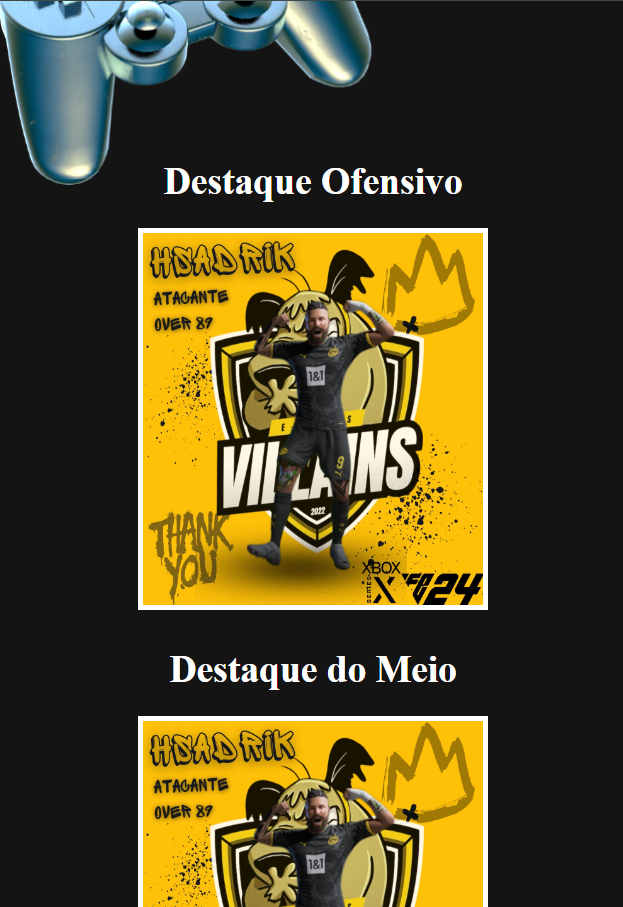 Destaque Ofensivo
HSAD RIK
ATACANTE
OVER 89
1&1
E S
VILLAINS
9
2022
THANK
YOU
XBOX
SERIES X
FC 24
Destaque do Meio
HSAD RIK
ATACANTE
OVER 89
1&1